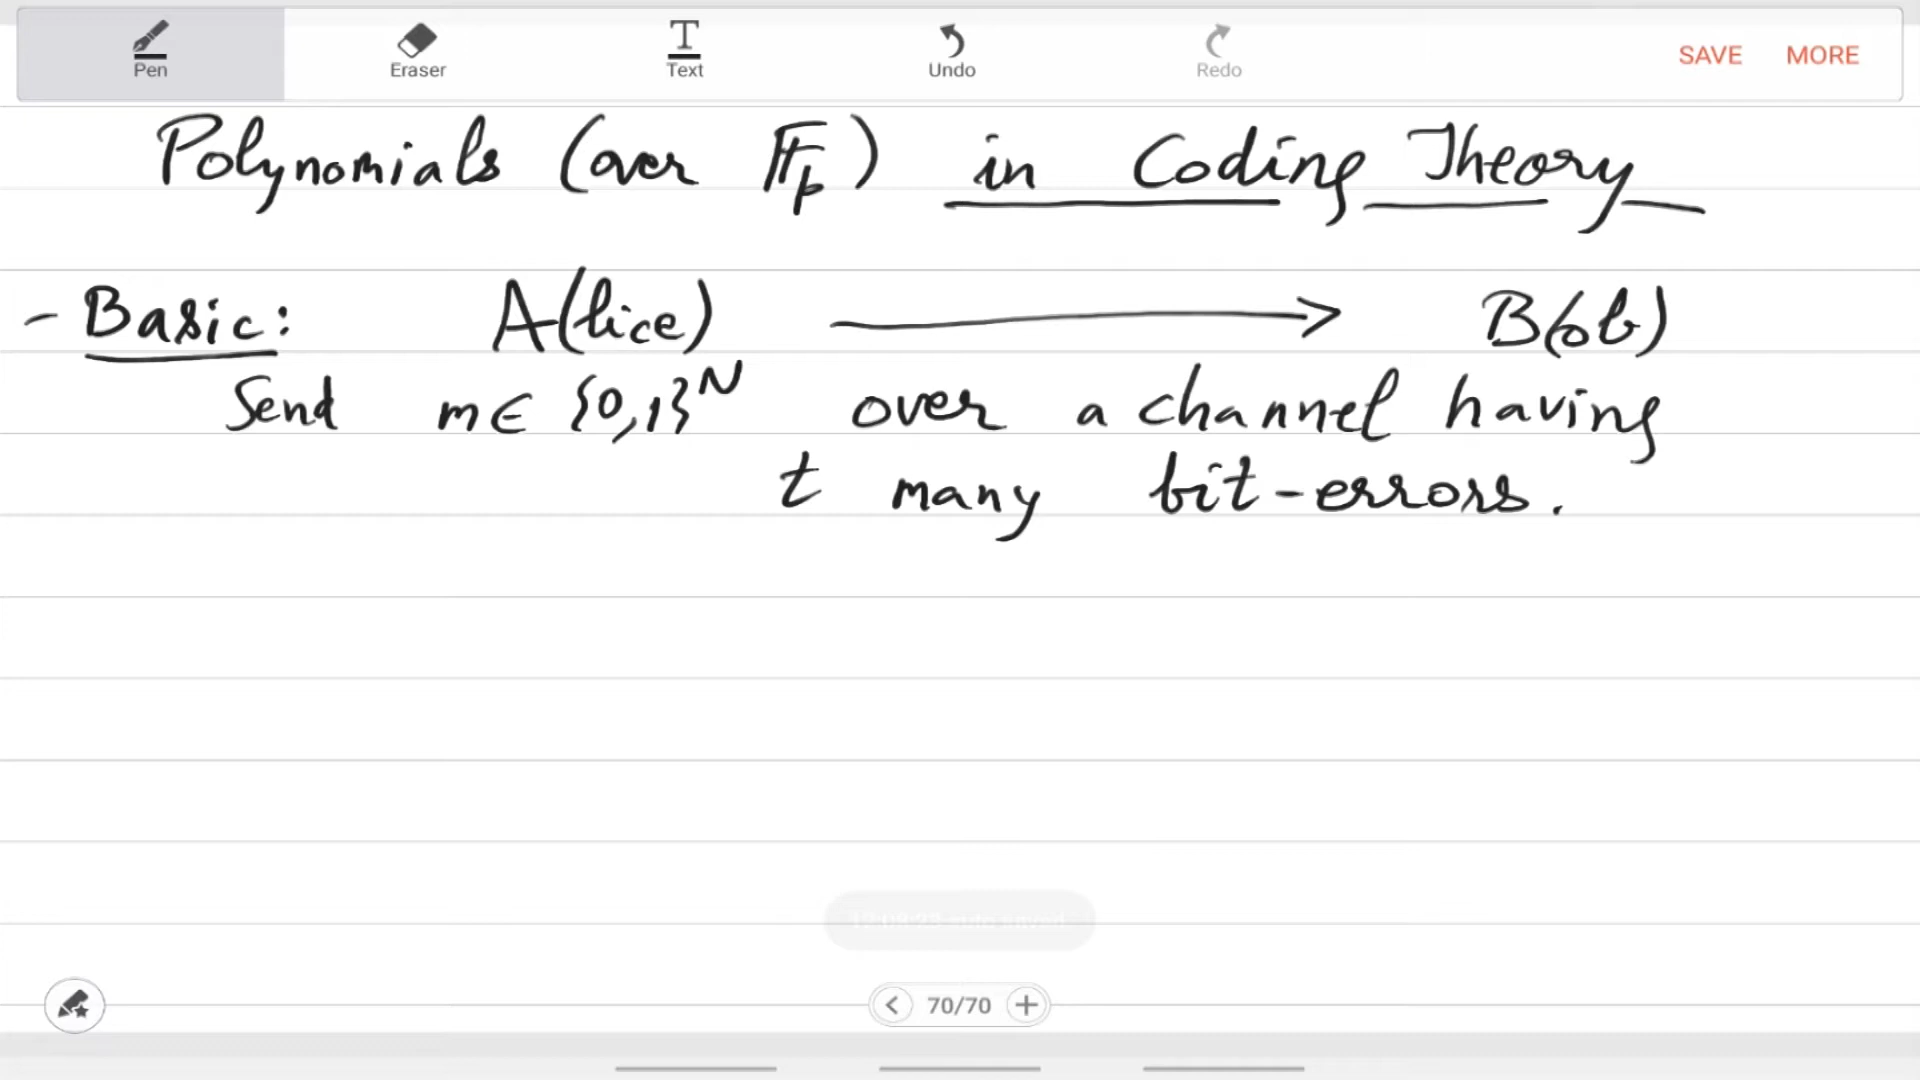 Pen Eraser Text Undo Redo SAVE MORE
Polynomials (over 𝔽p) in Coding Theory
- Basic: A(lice) → B(ob)
Send m ∈ {0,1}^N over a channel having
t many bit-errors.
70/70